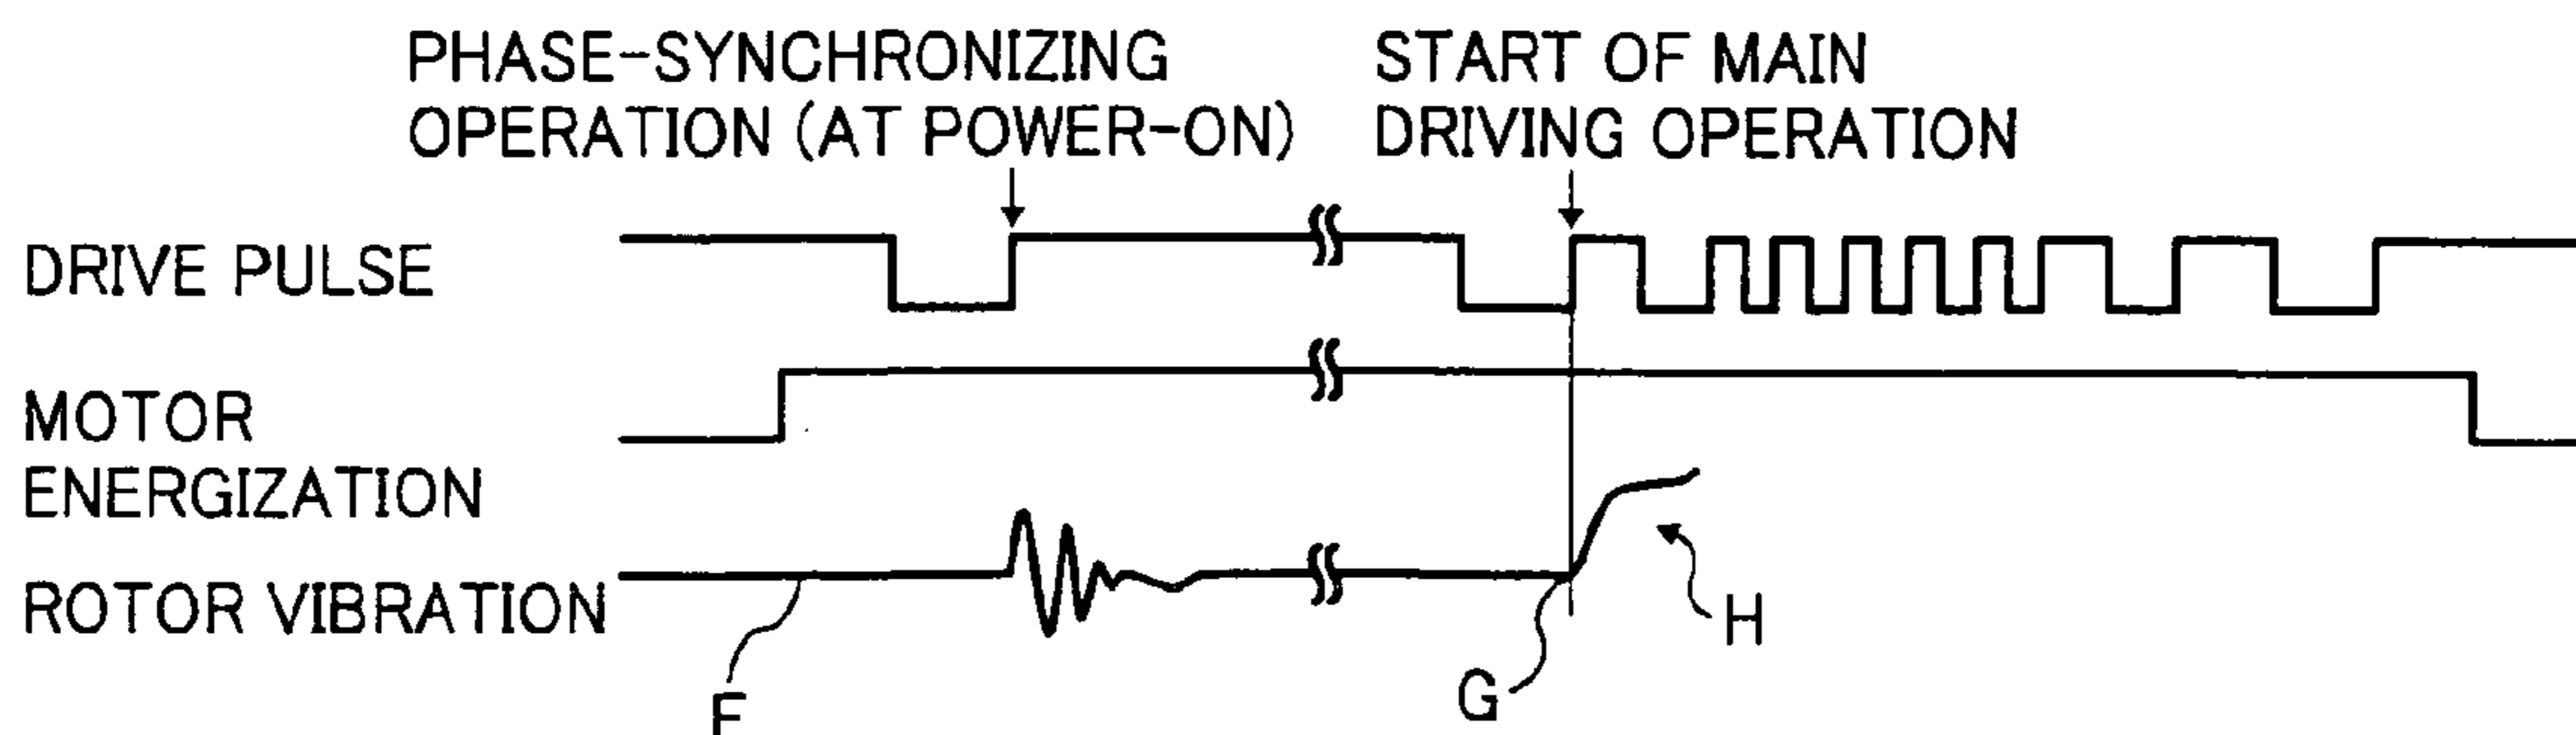 PHASE-SYNCHRONIZING
OPERATION (AT POWER-ON)
START OF MAIN
DRIVING OPERATION
DRIVE PULSE
MOTOR
ENERGIZATION
ROTOR VIBRATION
F
G
H